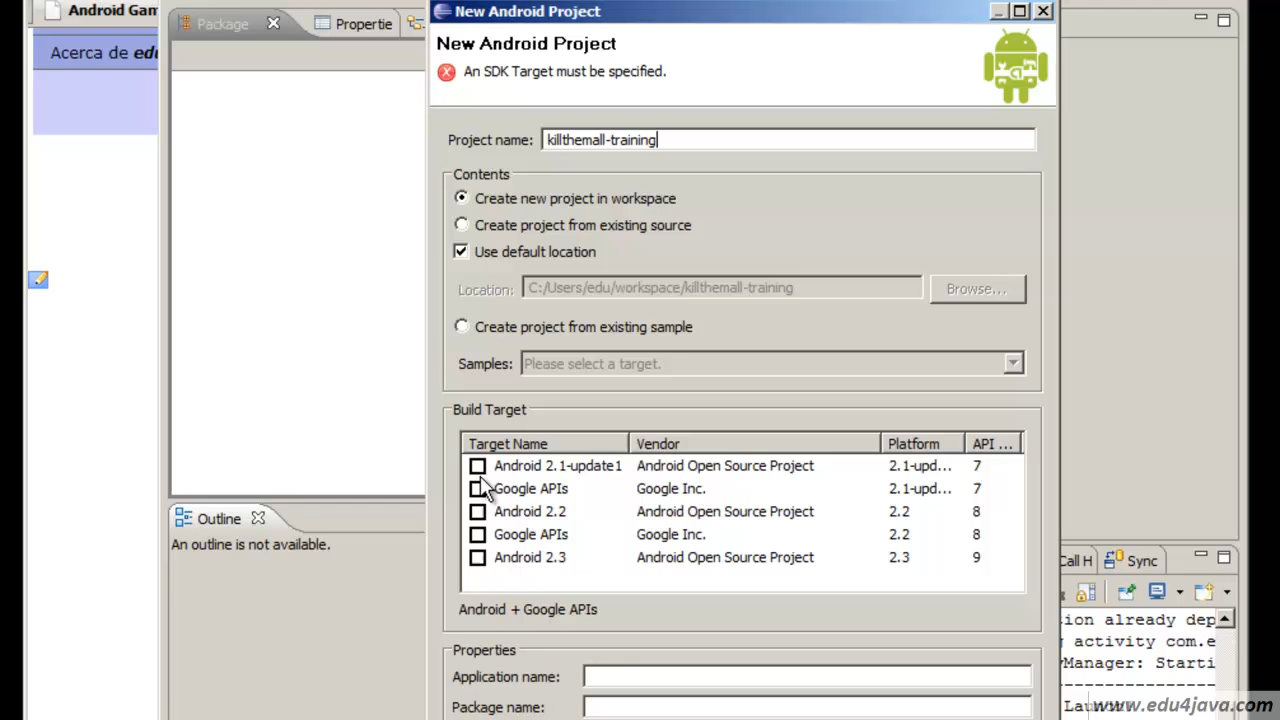 Android Gam
Acerca de edu
Package
Propertie
New Android Project
New Android Project
An SDK Target must be specified.
Project name: killthemall-training
Contents
Create new project in workspace
Create project from existing source
Use default location
Location: C:/Users/edu/workspace/killthemall-training Browse...
Create project from existing sample
Samples: Please select a target.
Build Target
Target Name Vendor Platform API ...
Android 2.1-update1 Android Open Source Project 2.1-upd... 7
Google APIs Google Inc. 2.1-upd... 7
Android 2.2 Android Open Source Project 2.2 8
Google APIs Google Inc. 2.2 8
Android 2.3 Android Open Source Project 2.3 9
Android + Google APIs
Properties
Application name:
Package name:
Outline
An outline is not available.
Call H
Sync
ion already dep
activity com.e
yManager: Starti
------------------
Launc
www.edu4java.com